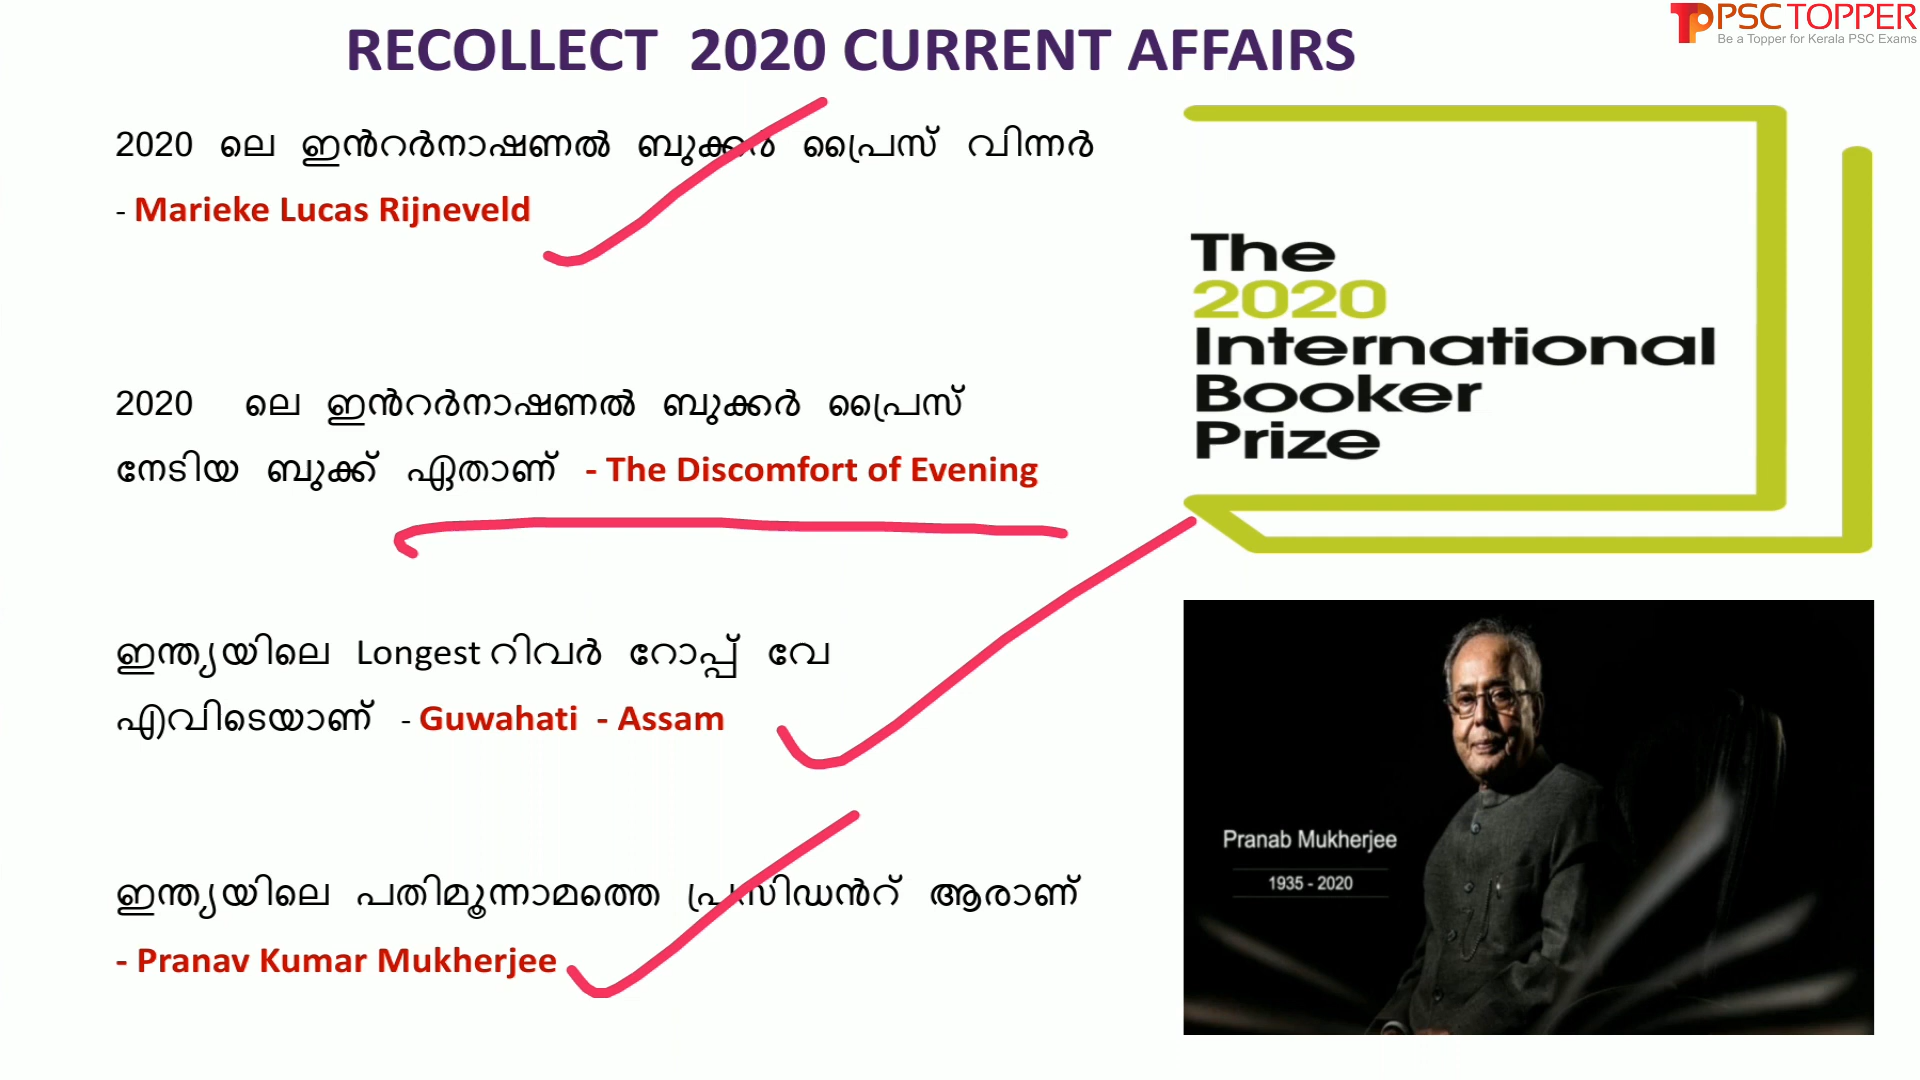 RECOLLECT 2020 CURRENT AFFAIRS
PSC TOPPER
Be a Topper for Kerala PSC Exams
2020 ലെ ഇൻറർനാഷണൽ ബുക്കർ പ്രൈസ് വിന്നർ
- Marieke Lucas Rijneveld
2020 ലെ ഇൻറർനാഷണൽ ബുക്കർ പ്രൈസ്
നേടിയ ബുക്ക് ഏതാണ് - The Discomfort of Evening
ഇന്ത്യയിലെ Longest റിവർ റോപ്പ് വേ
എവിടെയാണ് - Guwahati - Assam
ഇന്ത്യയിലെ പതിമൂന്നാമത്തെ പ്രസിഡൻറ് ആരാണ്
- Pranav Kumar Mukherjee
The
2020
International
Booker
Prize
Pranab Mukherjee
1935 - 2020